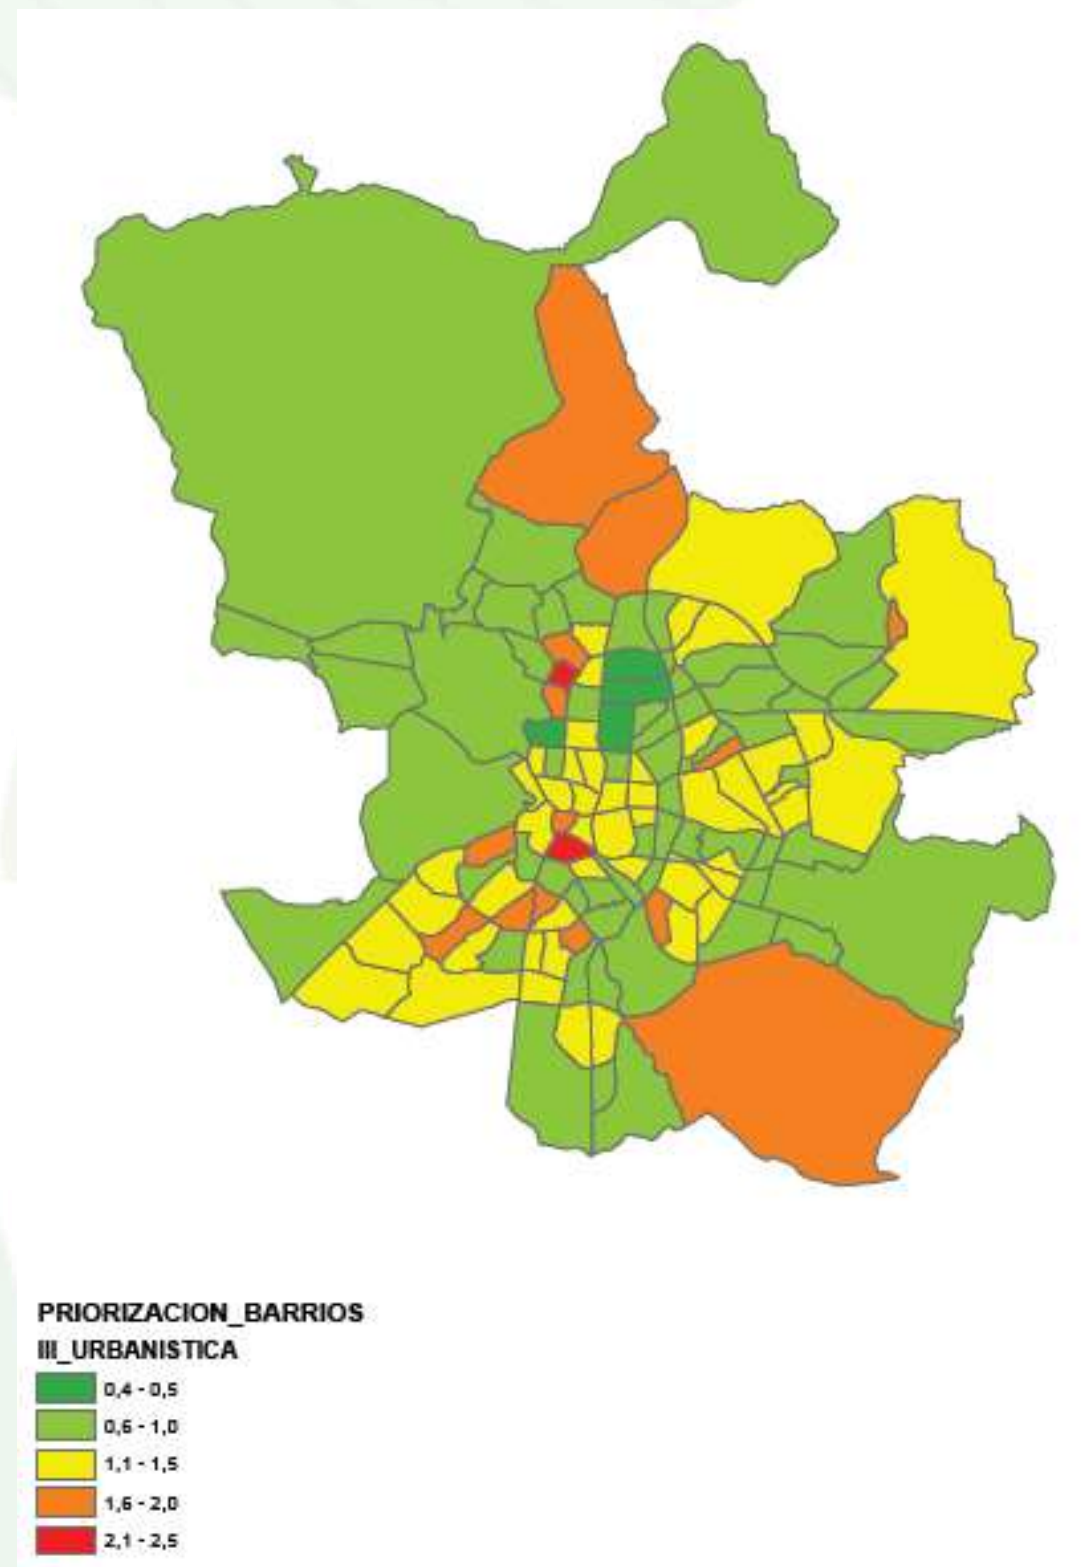 PRIORIZACION_BARRIOS
III_URBANISTICA
0,4 - 0,5
0,6 - 1,0
1,1 - 1,5
1,6 - 2,0
2,1 - 2,5